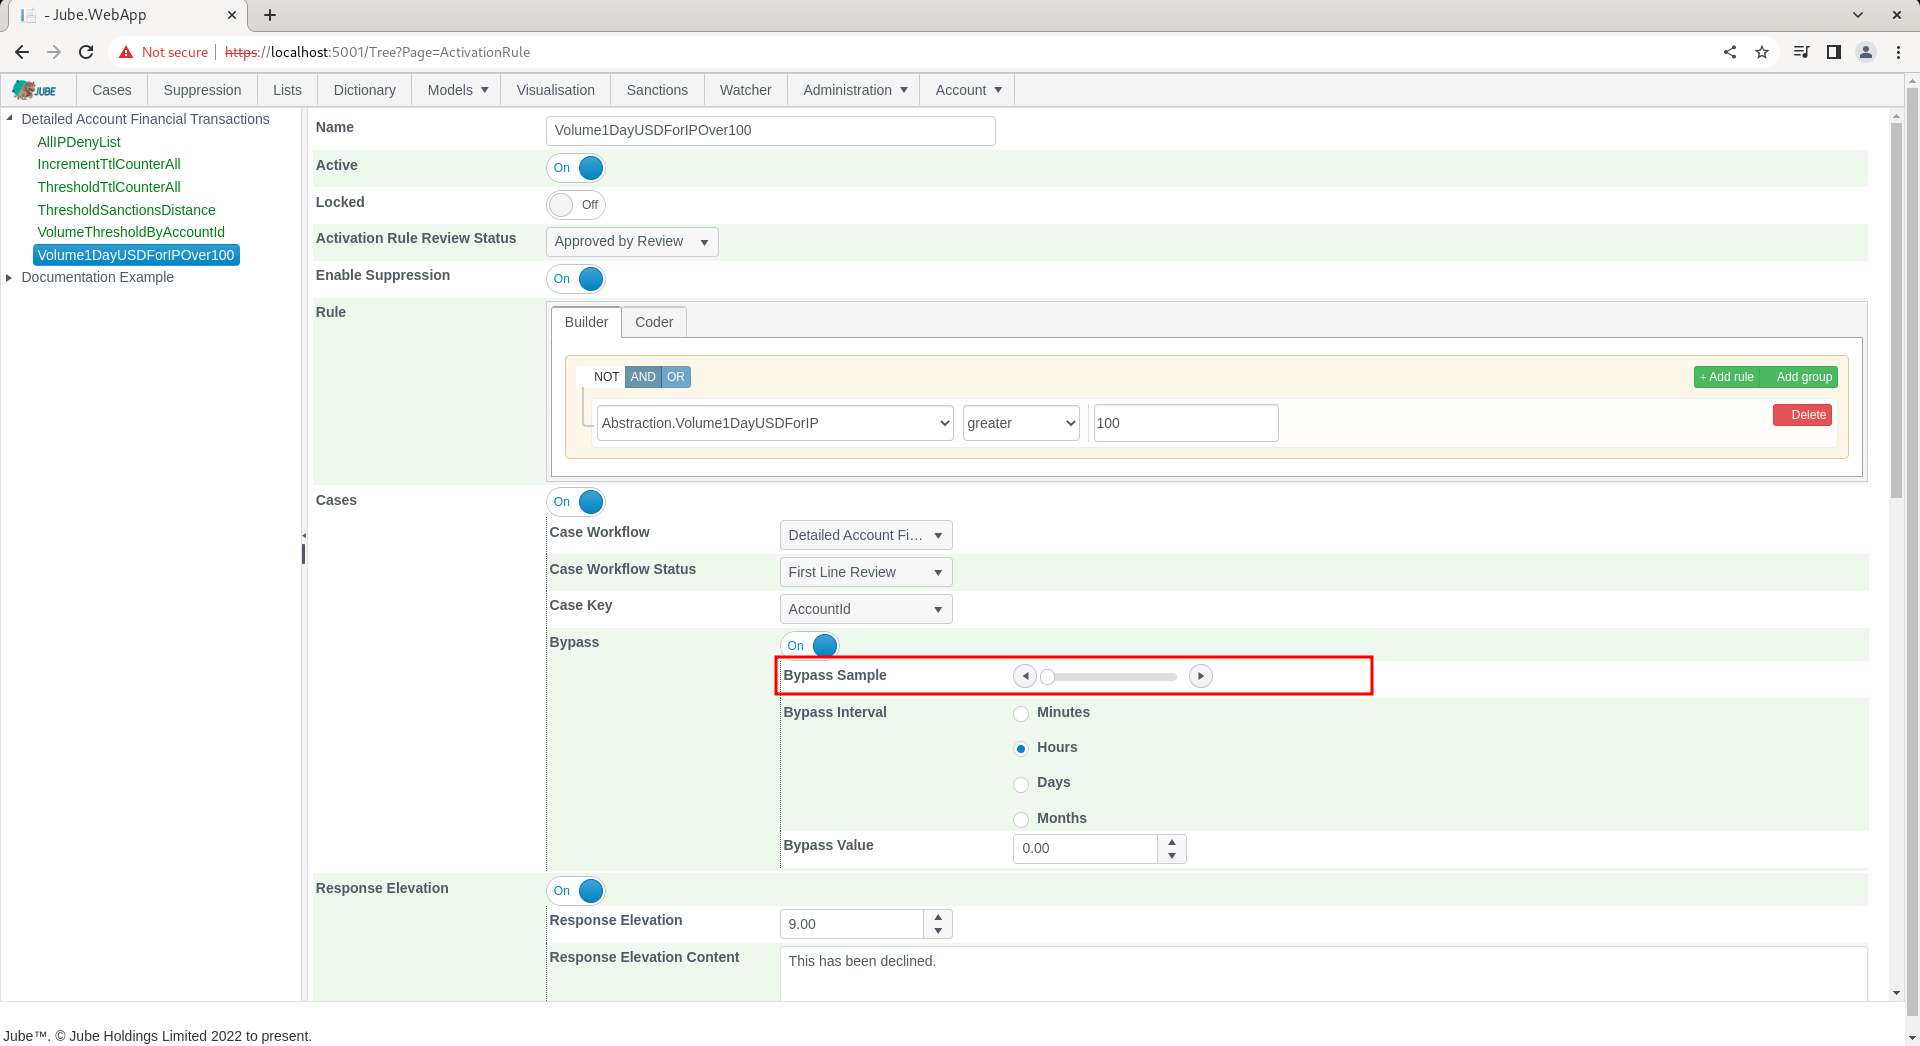 - Jube.WebApp
Not secure https://localhost:5001/Tree?Page=ActivationRule
JUBE Cases Suppression Lists Dictionary Models Visualisation Sanctions Watcher Administration Account
Detailed Account Financial Transactions
AllIPDenyList
IncrementTtlCounterAll
ThresholdTtlCounterAll
ThresholdSanctionsDistance
VolumeThresholdByAccountId
Volume1DayUSDForIPOver100
Documentation Example
Name Volume1DayUSDForIPOver100
Active On
Locked Off
Activation Rule Review Status Approved by Review
Enable Suppression On
Rule
Builder Coder
NOT AND OR + Add rule Add group
Abstraction.Volume1DayUSDForIP greater 100 Delete
Cases On
Case Workflow Detailed Account Fi...
Case Workflow Status First Line Review
Case Key AccountId
Bypass On
Bypass Sample
Bypass Interval Minutes
Hours
Days
Months
Bypass Value 0.00
Response Elevation On
Response Elevation 9.00
Response Elevation Content This has been declined.
Jube™. © Jube Holdings Limited 2022 to present.